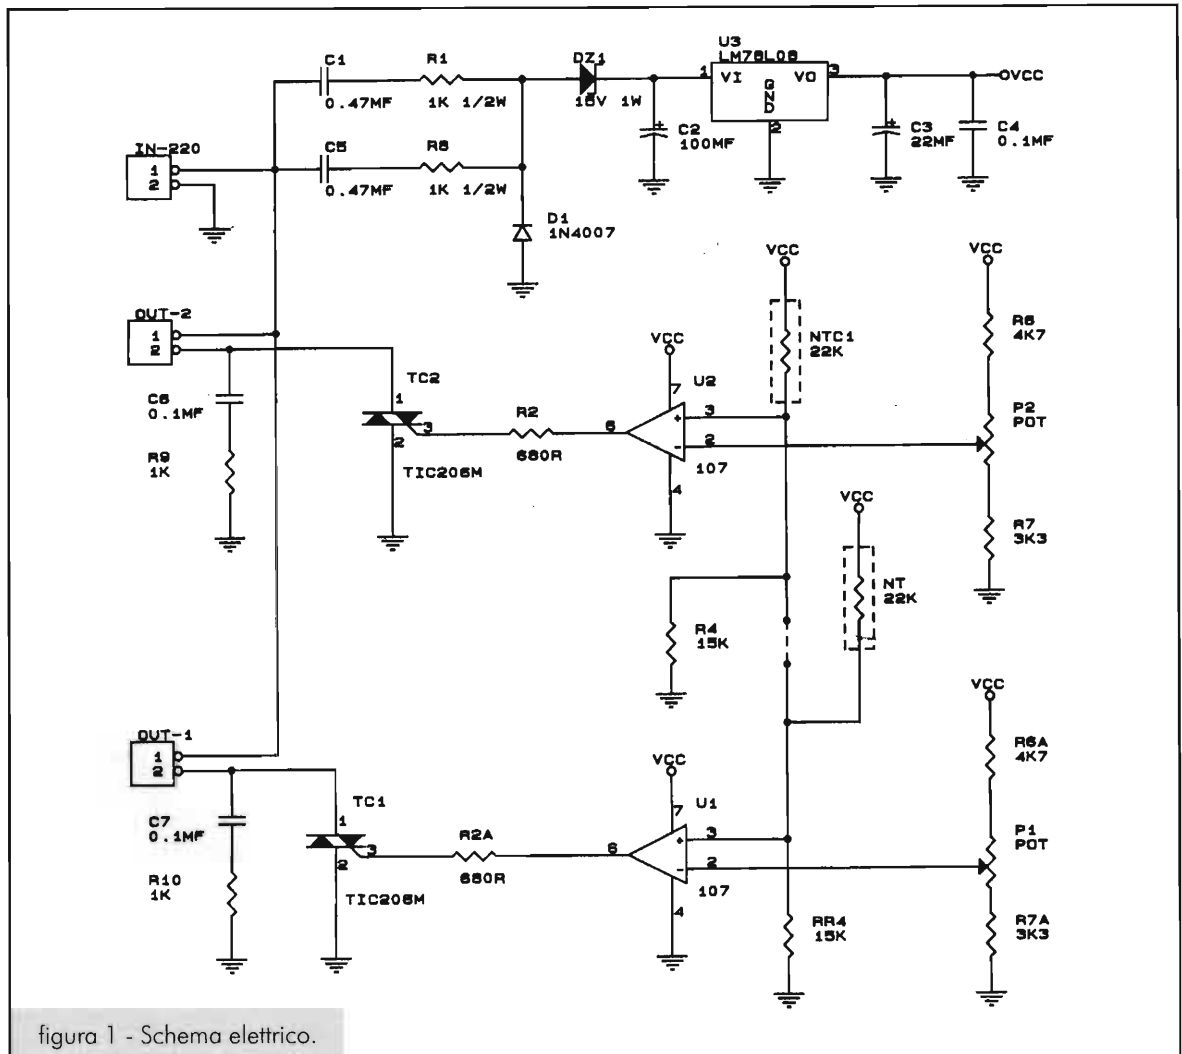 C1
0.47MF
R1
1K 1/2W
DZ1
15V 1W
U3
LM78L08
1
VI
GND
VO
3
2
VCC
C2
100MF
C3
22MF
C4
0.1MF
IN-220
1
2
C5
0.47MF
R8
1K 1/2W
D1
1N4007
OUT-2
1
2
C6
0.1MF
R9
1K
TC2
1
2
3
TIC206M
R2
680R
6
VCC
7
U2
+
3
-
2
107
4
VCC
NTC1
22K
VCC
R6
4K7
P2
POT
R7
3K3
VCC
NT
22K
R4
15K
OUT-1
1
2
C7
0.1MF
R10
1K
TC1
1
2
3
TIC206M
R2A
680R
6
VCC
7
U1
+
3
-
2
107
4
RR4
15K
VCC
R6A
4K7
P1
POT
R7A
3K3
figura 1 - Schema elettrico.